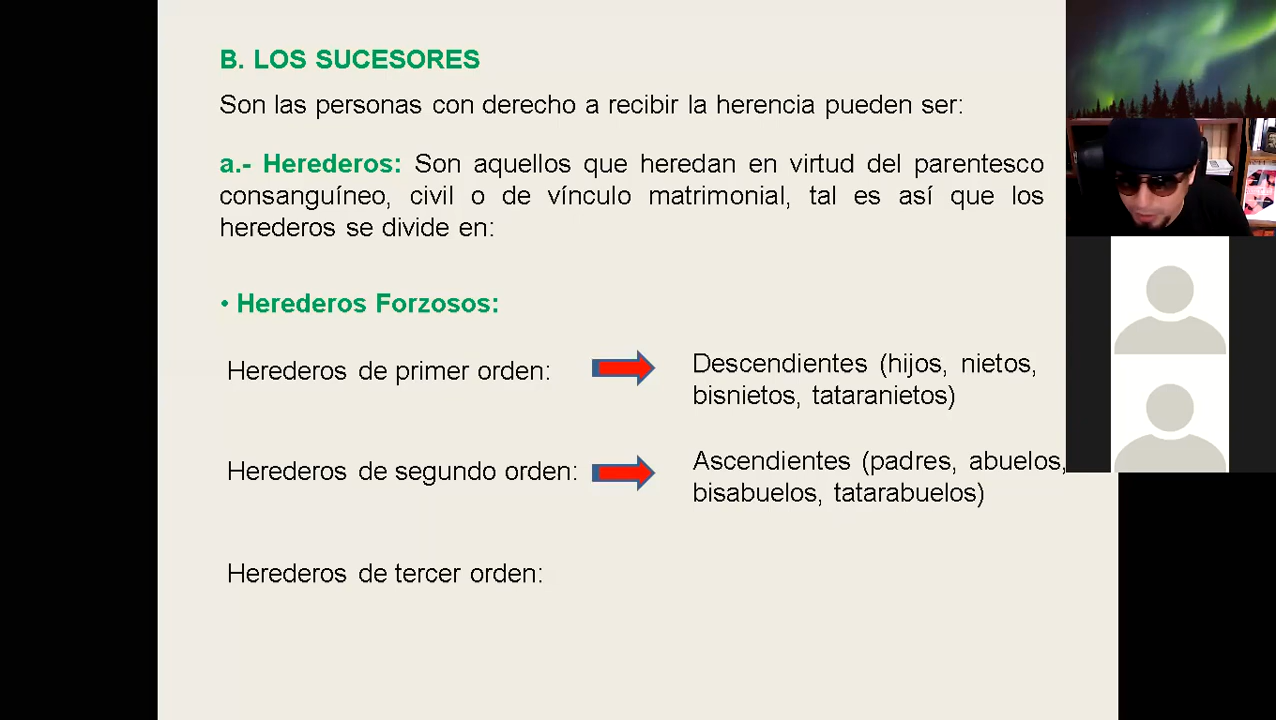 B. LOS SUCESORES
Son las personas con derecho a recibir la herencia pueden ser:
a.- Herederos: Son aquellos que heredan en virtud del parentesco
consanguíneo, civil o de vínculo matrimonial, tal es así que los
herederos se divide en:
• Herederos Forzosos:
Herederos de primer orden:
Descendientes (hijos, nietos,
bisnietos, tataranietos)
Herederos de segundo orden:
Ascendientes (padres, abuelos,
bisabuelos, tatarabuelos)
Herederos de tercer orden: